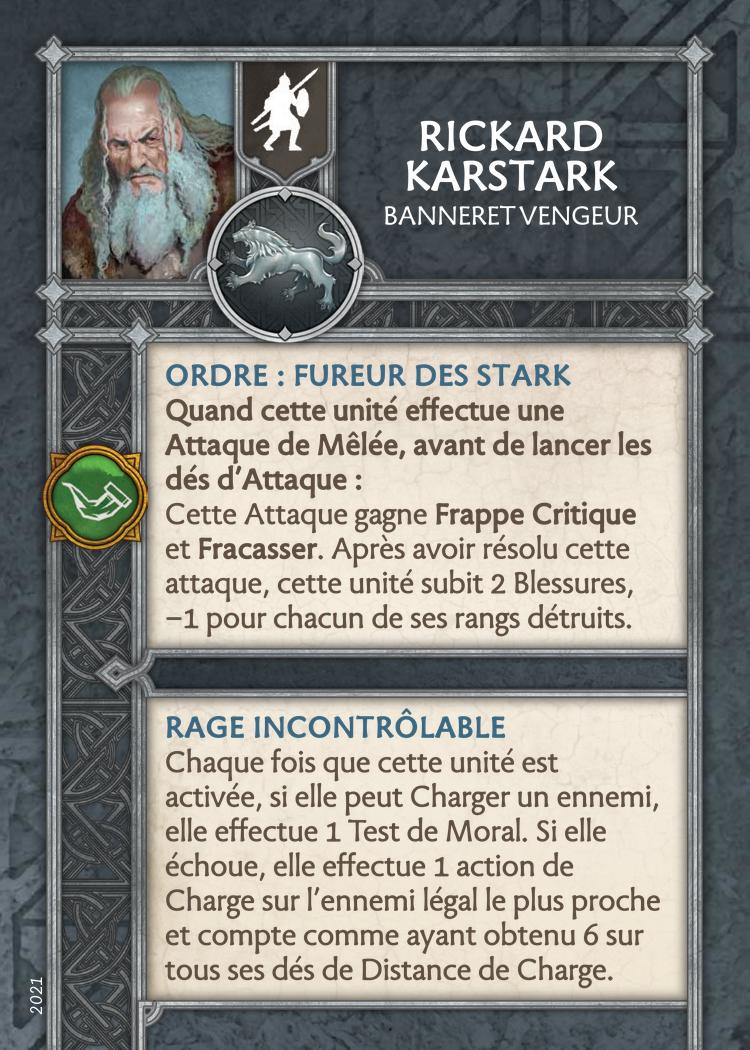 RICKARD
KARSTARK
BANNERET VENGEUR
ORDRE : FUREUR DES STARK
Quand cette unité effectue une
Attaque de Mêlée, avant de lancer les
dés d'Attaque :
Cette Attaque gagne Frappe Critique
et Fracasser. Après avoir résolu cette
attaque, cette unité subit 2 Blessures,
−1 pour chacun de ses rangs détruits.
RAGE INCONTRÔLABLE
Chaque fois que cette unité est
activée, si elle peut Charger un ennemi,
elle effectue 1 Test de Moral. Si elle
échoue, elle effectue 1 action de
Charge sur l'ennemi légal le plus proche
et compte comme ayant obtenu 6 sur
tous ses dés de Distance de Charge.
2021